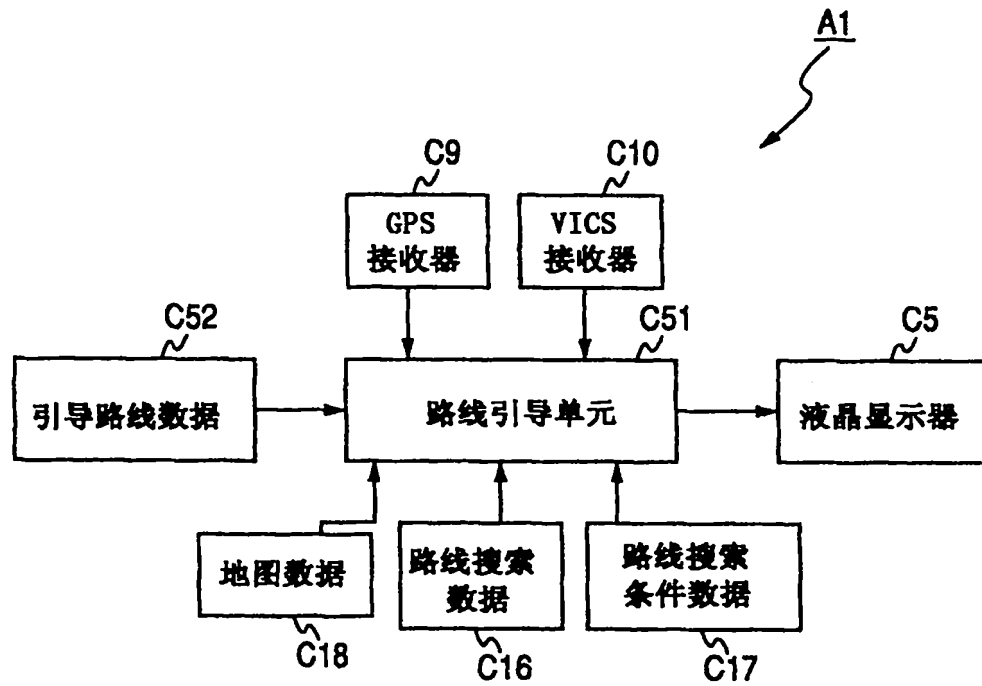 A1
C9
C10
GPS
接收器
VICS
接收器
C52
C51
C5
引导路线数据
路线引导单元
液晶显示器
地图数据
路线搜索
数据
路线搜索
条件数据
C18
C16
C17